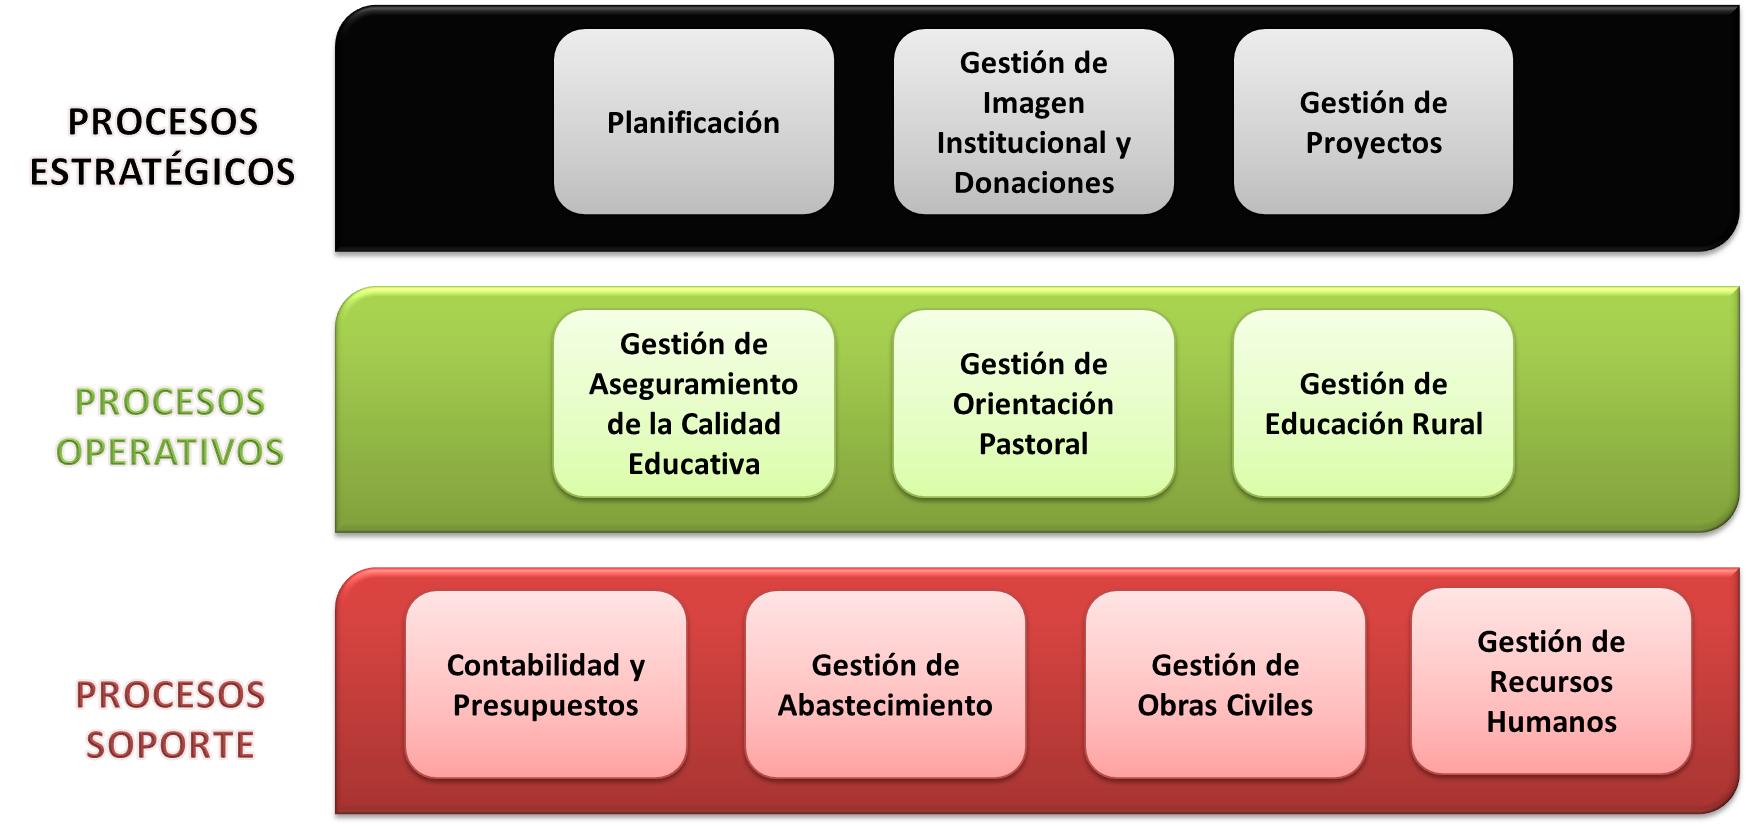 PROCESOS
ESTRATÉGICOS
Planificación
Gestión de
Imagen
Institucional y
Donaciones
Gestión de
Proyectos
PROCESOS
OPERATIVOS
Gestión de
Aseguramiento
de la Calidad
Educativa
Gestión de
Orientación
Pastoral
Gestión de
Educación Rural
PROCESOS
SOPORTE
Contabilidad y
Presupuestos
Gestión de
Abastecimiento
Gestión de
Obras Civiles
Gestión de
Recursos
Humanos